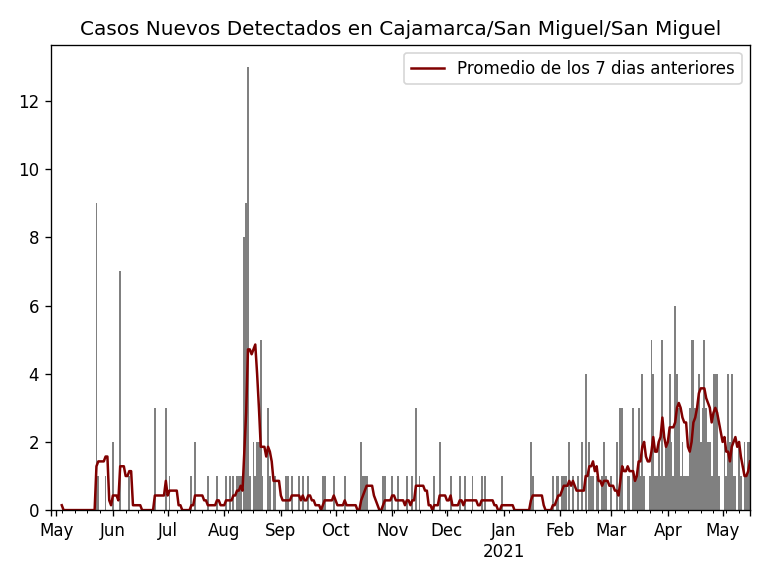 Casos Nuevos Detectados en Cajamarca/San Miguel/San Miguel
Promedio de los 7 dias anteriores
12
10
8
6
4
2
0
May Jun Jul Aug Sep Oct Nov Dec Jan Feb Mar Apr May
2021